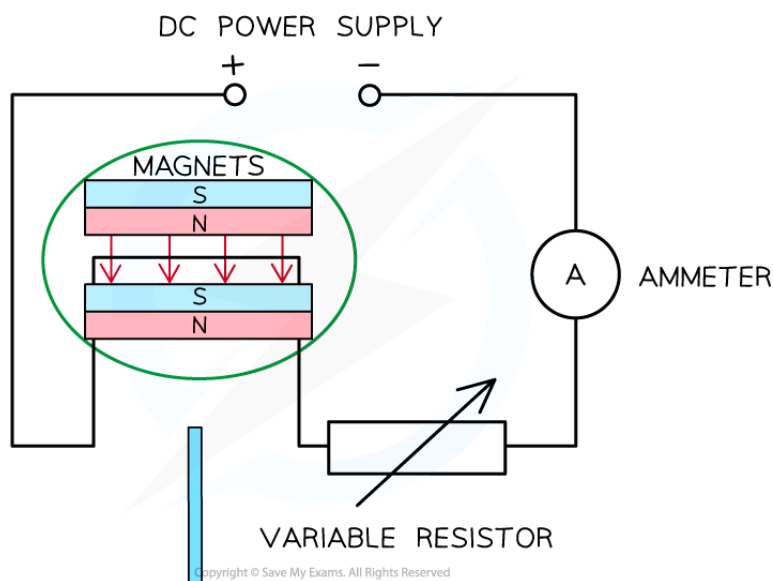 DC POWER SUPPLY
+ −
MAGNETS
S
N
S
N
A AMMETER
VARIABLE RESISTOR
Copyright © Save My Exams. All Rights Reserved